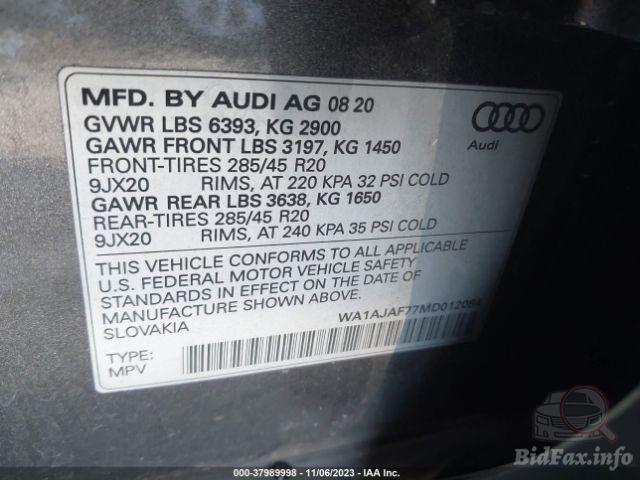 MFD. BY AUDI AG 08 20
GVWR LBS 6393, KG 2900
GAWR FRONT LBS 3197, KG 1450
FRONT-TIRES 285/45 R20
9JX20 RIMS, AT 220 KPA 32 PSI COLD
GAWR REAR LBS 3638, KG 1650
REAR-TIRES 285/45 R20
9JX20 RIMS, AT 240 KPA 35 PSI COLD
Audi
THIS VEHICLE CONFORMS TO ALL APPLICABLE
U.S. FEDERAL MOTOR VEHICLE SAFETY
STANDARDS IN EFFECT ON THE DATE OF
MANUFACTURE SHOWN ABOVE.
SLOVAKIA
TYPE:
MPV
000-37989998 - 11/06/2023 - IAA Inc.
BidFax.info